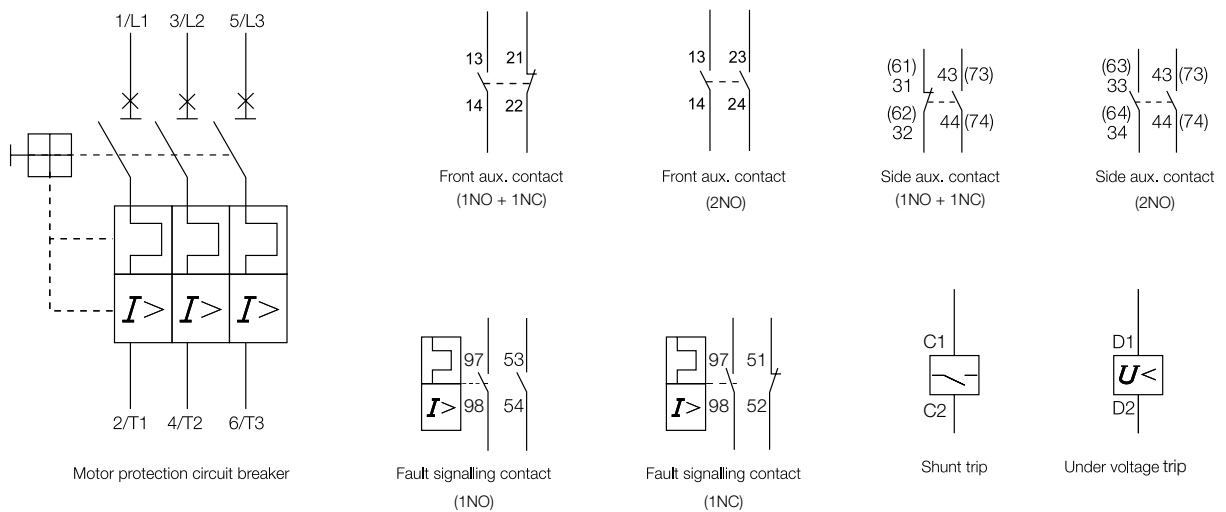 1/L1 3/L2 5/L3
I> I> I>
2/T1 4/T2 6/T3
Motor protection circuit breaker
13 21
14 22
Front aux. contact
(1NO + 1NC)
13 23
14 24
Front aux. contact
(2NO)
(61) 43 (73)
31
(62) 44 (74)
32
Side aux. contact
(1NO + 1NC)
(63) 43 (73)
33
(64) 44 (74)
34
Side aux. contact
(2NO)
97 53
I> 98 54
Fault signalling contact
(1NO)
97 51
I> 98 52
Fault signalling contact
(1NC)
C1
C2
Shunt trip
D1
U<
D2
Under voltage trip